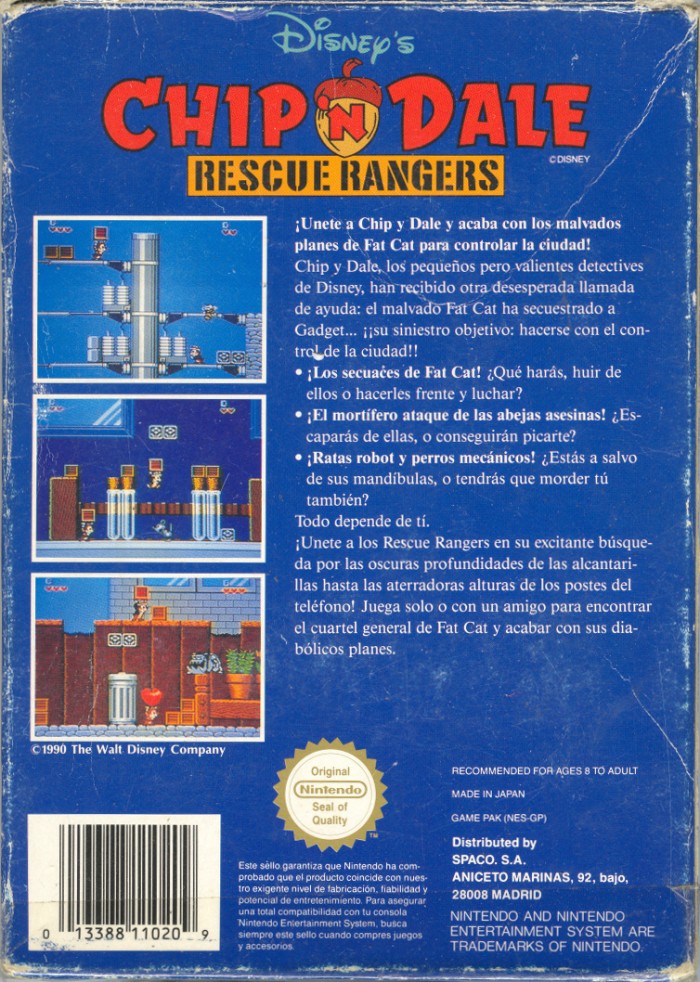 Disney's
CHIP 'N DALE
© DISNEY
RESCUE RANGERS
¡Unete a Chip y Dale y acaba con los malvados
planes de Fat Cat para controlar la ciudad!
Chip y Dale, los pequeños pero valientes detectives
de Disney, han recibido otra desesperada llamada
de ayuda: el malvado Fat Cat ha secuestrado a
Gadget... ¡¡su siniestro objetivo: hacerse con el con-
trol de la ciudad!!
• ¡Los secuaces de Fat Cat! ¿Qué harás, huir de
ellos o hacerles frente y luchar?
• ¡El mortífero ataque de las abejas asesinas! ¿Es-
caparás de ellas, o conseguirán picarte?
• ¡Ratas robot y perros mecánicos! ¿Estás a salvo
de sus mandíbulas, o tendrás que morder tú
también?
Todo depende de tí.
¡Unete a los Rescue Rangers en su excitante búsque-
da por las oscuras profundidades de las alcantari-
llas hasta las aterradoras alturas de los postes del
teléfono! Juega solo o con un amigo para encontrar
el cuartel general de Fat Cat y acabar con sus dia-
bólicos planes.
©1990 The Walt Disney Company
Original
Nintendo
Seal of
Quality
TM
Este séllo garantiza que Nintendo ha com-
probado que el producto coincide con nues-
tro exigente nivel de fabricación, fiabilidad y
potencial de entretenimiento. Para asegurar
una total compatibilidad con tu consola
Nintendo Entertainment System, busca
siempre este sello cuando compres juegos
y accesorios.
RECOMMENDED FOR AGES 8 TO ADULT
MADE IN JAPAN
GAME PAK (NES-GP)
Distributed by
SPACO. S.A.
ANICETO MARINAS, 92, bajo,
28008 MADRID
NINTENDO AND NINTENDO
ENTERTAINMENT SYSTEM ARE
TRADEMARKS OF NINTENDO.
0 13388 11020 9